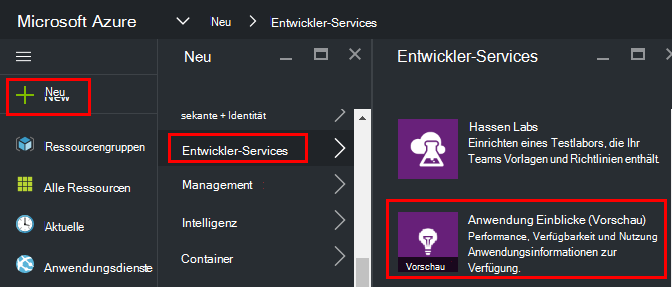 Microsoft Azure Neu Entwickler-Services
Neu
Ressourcengruppen
Alle Ressourcen
Aktuelle
Anwendungsdienste
Neu
sekante + Identität
Entwickler-Services
Management
Intelligenz
Container
Entwickler-Services
Hassen Labs
Einrichten eines Testlabors, die Ihr
Teams Vorlagen und Richtlinien enthält.
Anwendung Einblicke (Vorschau)
Performance, Verfügbarkeit und Nutzung
Anwendungsinformationen zur
Verfügung.
Vorschau